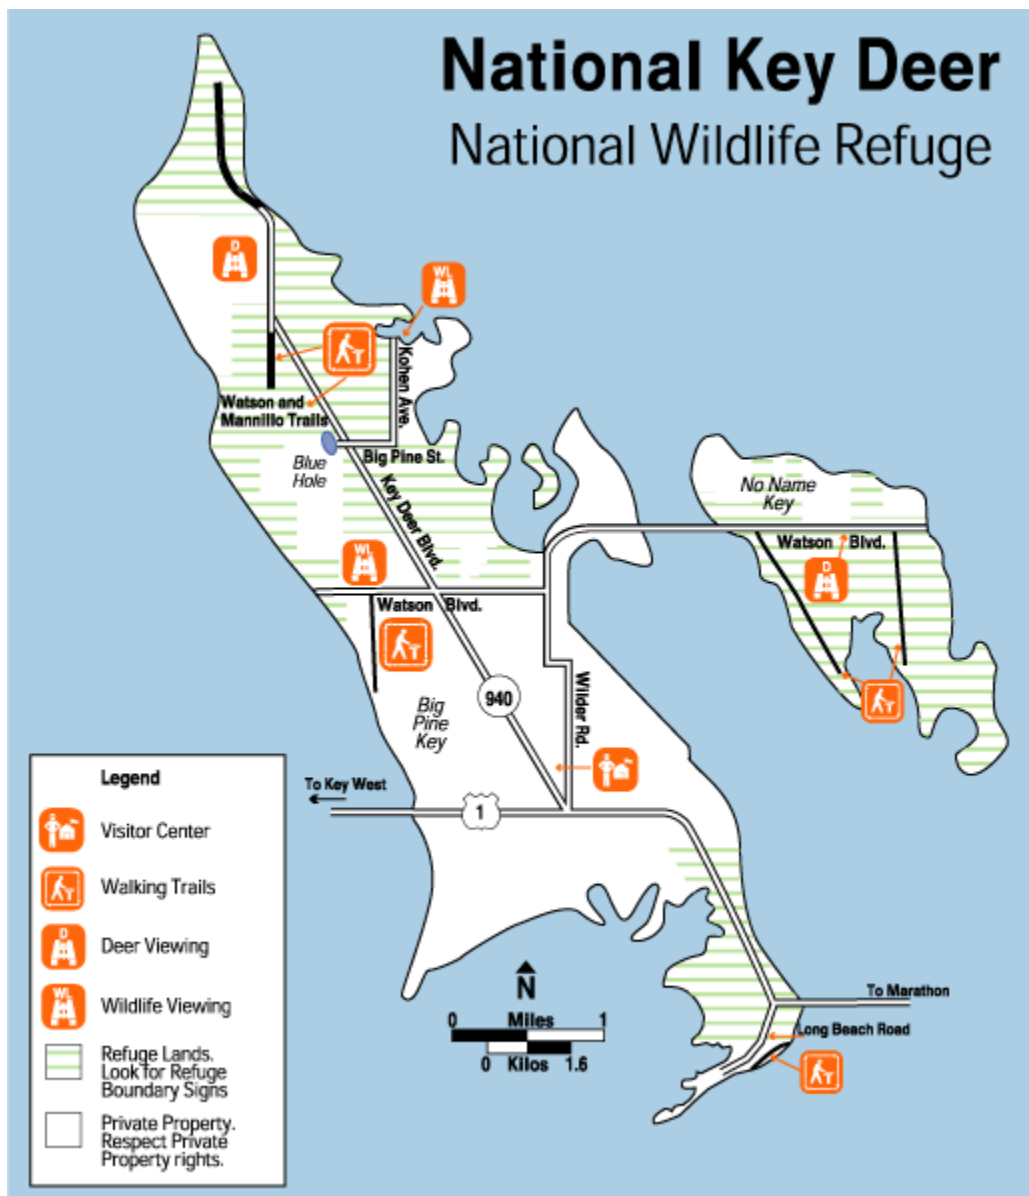 National Key Deer
National Wildlife Refuge
D
WL
Kohen Ave.
Watson and
Mannillo Trails
Blue
Hole
Big Pine St.
Key Deer Blvd.
No Name
Key
Watson Blvd.
D
WL
Watson Blvd.
940
Big
Pine
Key
Wilder Rd.
To Key West
1
Legend
Visitor Center
Walking Trails
D
Deer Viewing
WL
Wildlife Viewing
Refuge Lands.
Look for Refuge
Boundary Signs
Private Property.
Respect Private
Property rights.
N
0 Miles 1
0 Kilos 1.6
To Marathon
Long Beach Road